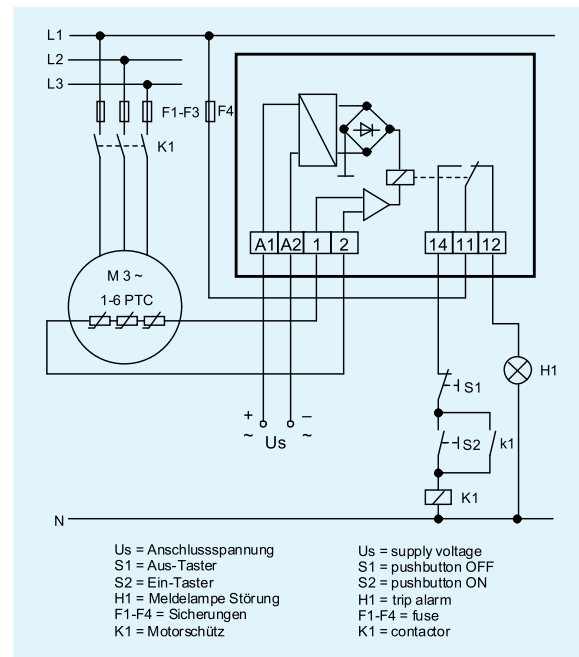 L1
L2
L3
F1-F3
F4
K1
A1 A2 1 2
14 11 12
M 3 ~
1-6 PTC
H1
S1
+ –
~ Us ~
S2
k1
K1
N
Us = Anschlussspannung
S1 = Aus-Taster
S2 = Ein-Taster
H1 = Meldelampe Störung
F1-F4 = Sicherungen
K1 = Motorschütz
Us = supply voltage
S1 = pushbutton OFF
S2 = pushbutton ON
H1 = trip alarm
F1-F4 = fuse
K1 = contactor